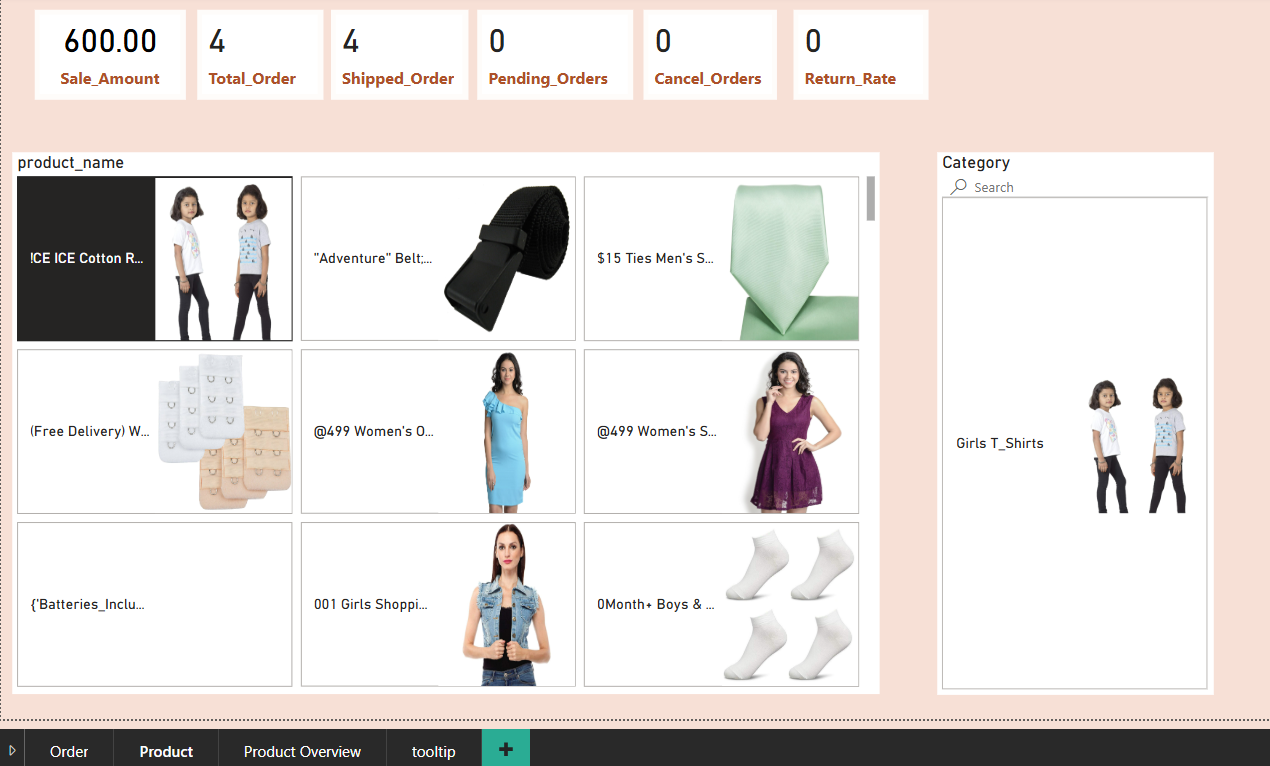 600.00
Sale_Amount
4
Total_Order
4
Shipped_Order
0
Pending_Orders
0
Cancel_Orders
0
Return_Rate
product_name
!CE ICE Cotton R...
"Adventure" Belt;...
$15 Ties Men's S...
(Free Delivery) W...
@499 Women's O...
@499 Women's S...
{'Batteries_Inclu...
001 Girls Shoppi...
0Month+ Boys & ...
Category
Search
Girls T_Shirts
Order
Product
Product Overview
tooltip
+